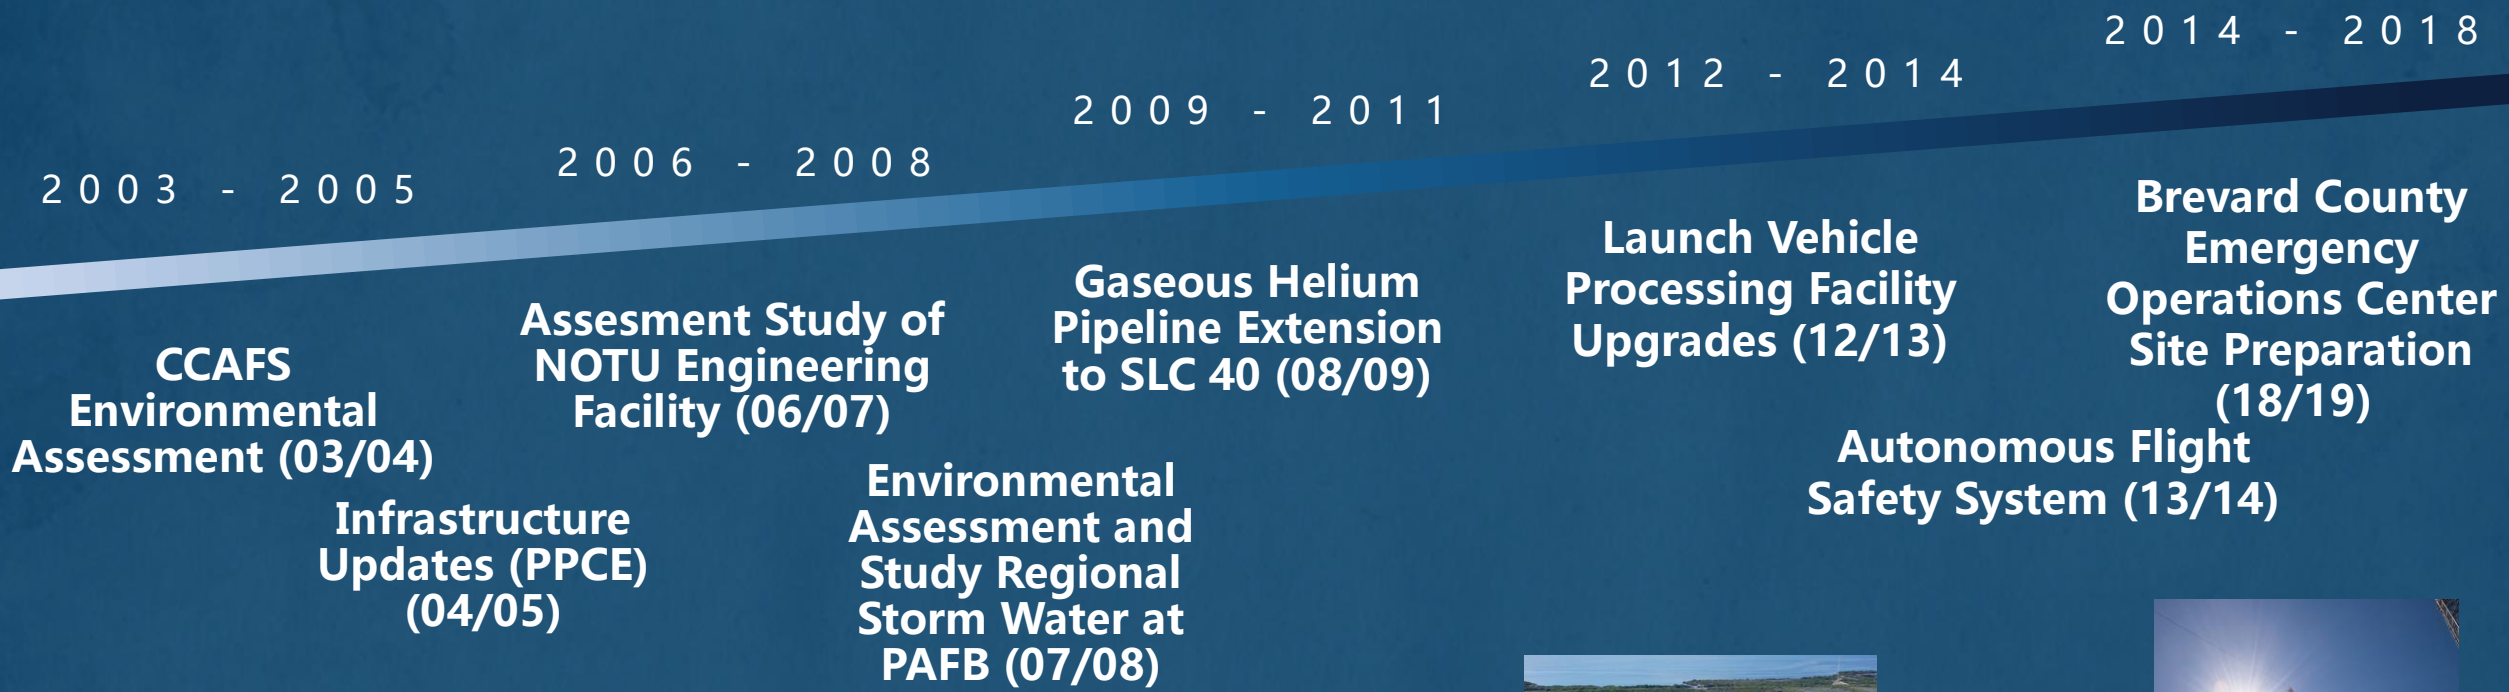 2003 - 2005
2006 - 2008
2009 - 2011
2012 - 2014
2014 - 2018
CCAFS
Environmental
Assessment (03/04)
Infrastructure
Updates (PPCE)
(04/05)
Assesment Study of
NOTU Engineering
Facility (06/07)
Environmental
Assessment and
Study Regional
Storm Water at
PAFB (07/08)
Gaseous Helium
Pipeline Extension
to SLC 40 (08/09)
Launch Vehicle
Processing Facility
Upgrades (12/13)
Autonomous Flight
Safety System (13/14)
Brevard County
Emergency
Operations Center
Site Preparation
(18/19)